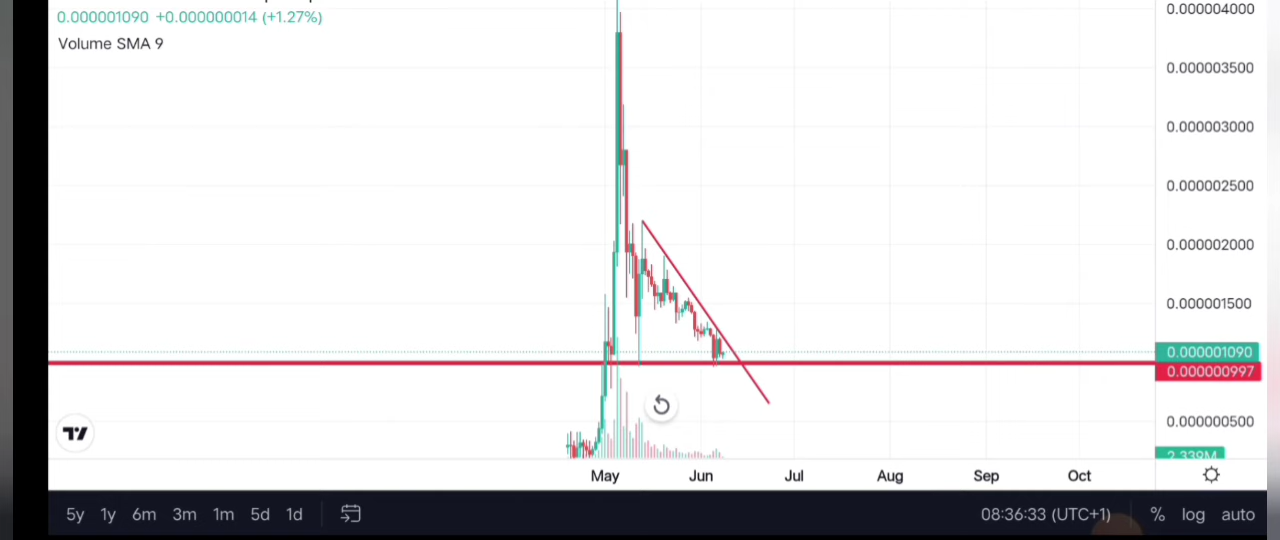 0.000001090 +0.000000014 (+1.27%)
Volume SMA 9
0.000004000
0.000003500
0.000003000
0.000002500
0.000002000
0.000001500
0.000001090
0.000000997
0.000000500
2.339M
May Jun Jul Aug Sep Oct
5y 1y 6m 3m 1m 5d 1d 08:36:33 (UTC+1) % log auto